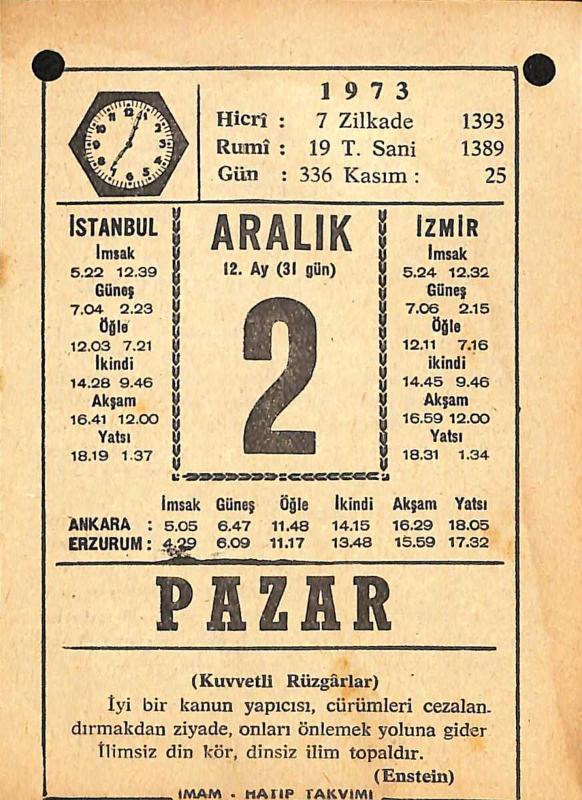 1973
Hicrî : 7 Zilkade 1393
Rumî : 19 T. Sani 1389
Gün : 336 Kasım : 25
İSTANBUL
İmsak
5.22 12.39
Güneş
7.04 2.23
Öğle
12.03 7.21
İkindi
14.28 9.46
Akşam
16.41 12.00
Yatsı
18.19 1.37
ARALIK
12. Ay (31 gün)
2
İZMİR
İmsak
5.24 12.32
Güneş
7.06 2.15
Öğle
12.11 7.16
ikindi
14.45 9.46
Akşam
16.59 12.00
Yatsı
18.31 1.34
İmsak Güneş Öğle İkindi Akşam Yatsı
ANKARA : 5.05 6.47 11.48 14.15 16.29 18.05
ERZURUM : 4.29 6.09 11.17 13.48 15.59 17.32
PAZAR
(Kuvvetli Rüzgârlar)
İyi bir kanun yapıcısı, cürümleri cezalan-
dırmakdan ziyade, onları önlemek yoluna gider
İlimsiz din kör, dinsiz ilim topaldır.
(Enstein)
İMAM - HATIP TAKVIMI